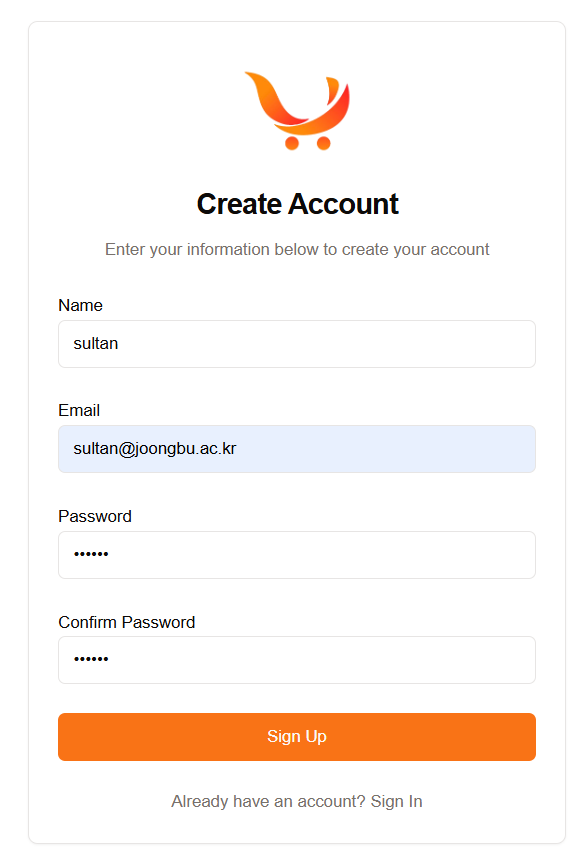 Create Account
Enter your information below to create your account
Name
sultan
Email
sultan@joongbu.ac.kr
Password
••••••
Confirm Password
••••••
Sign Up
Already have an account? Sign In